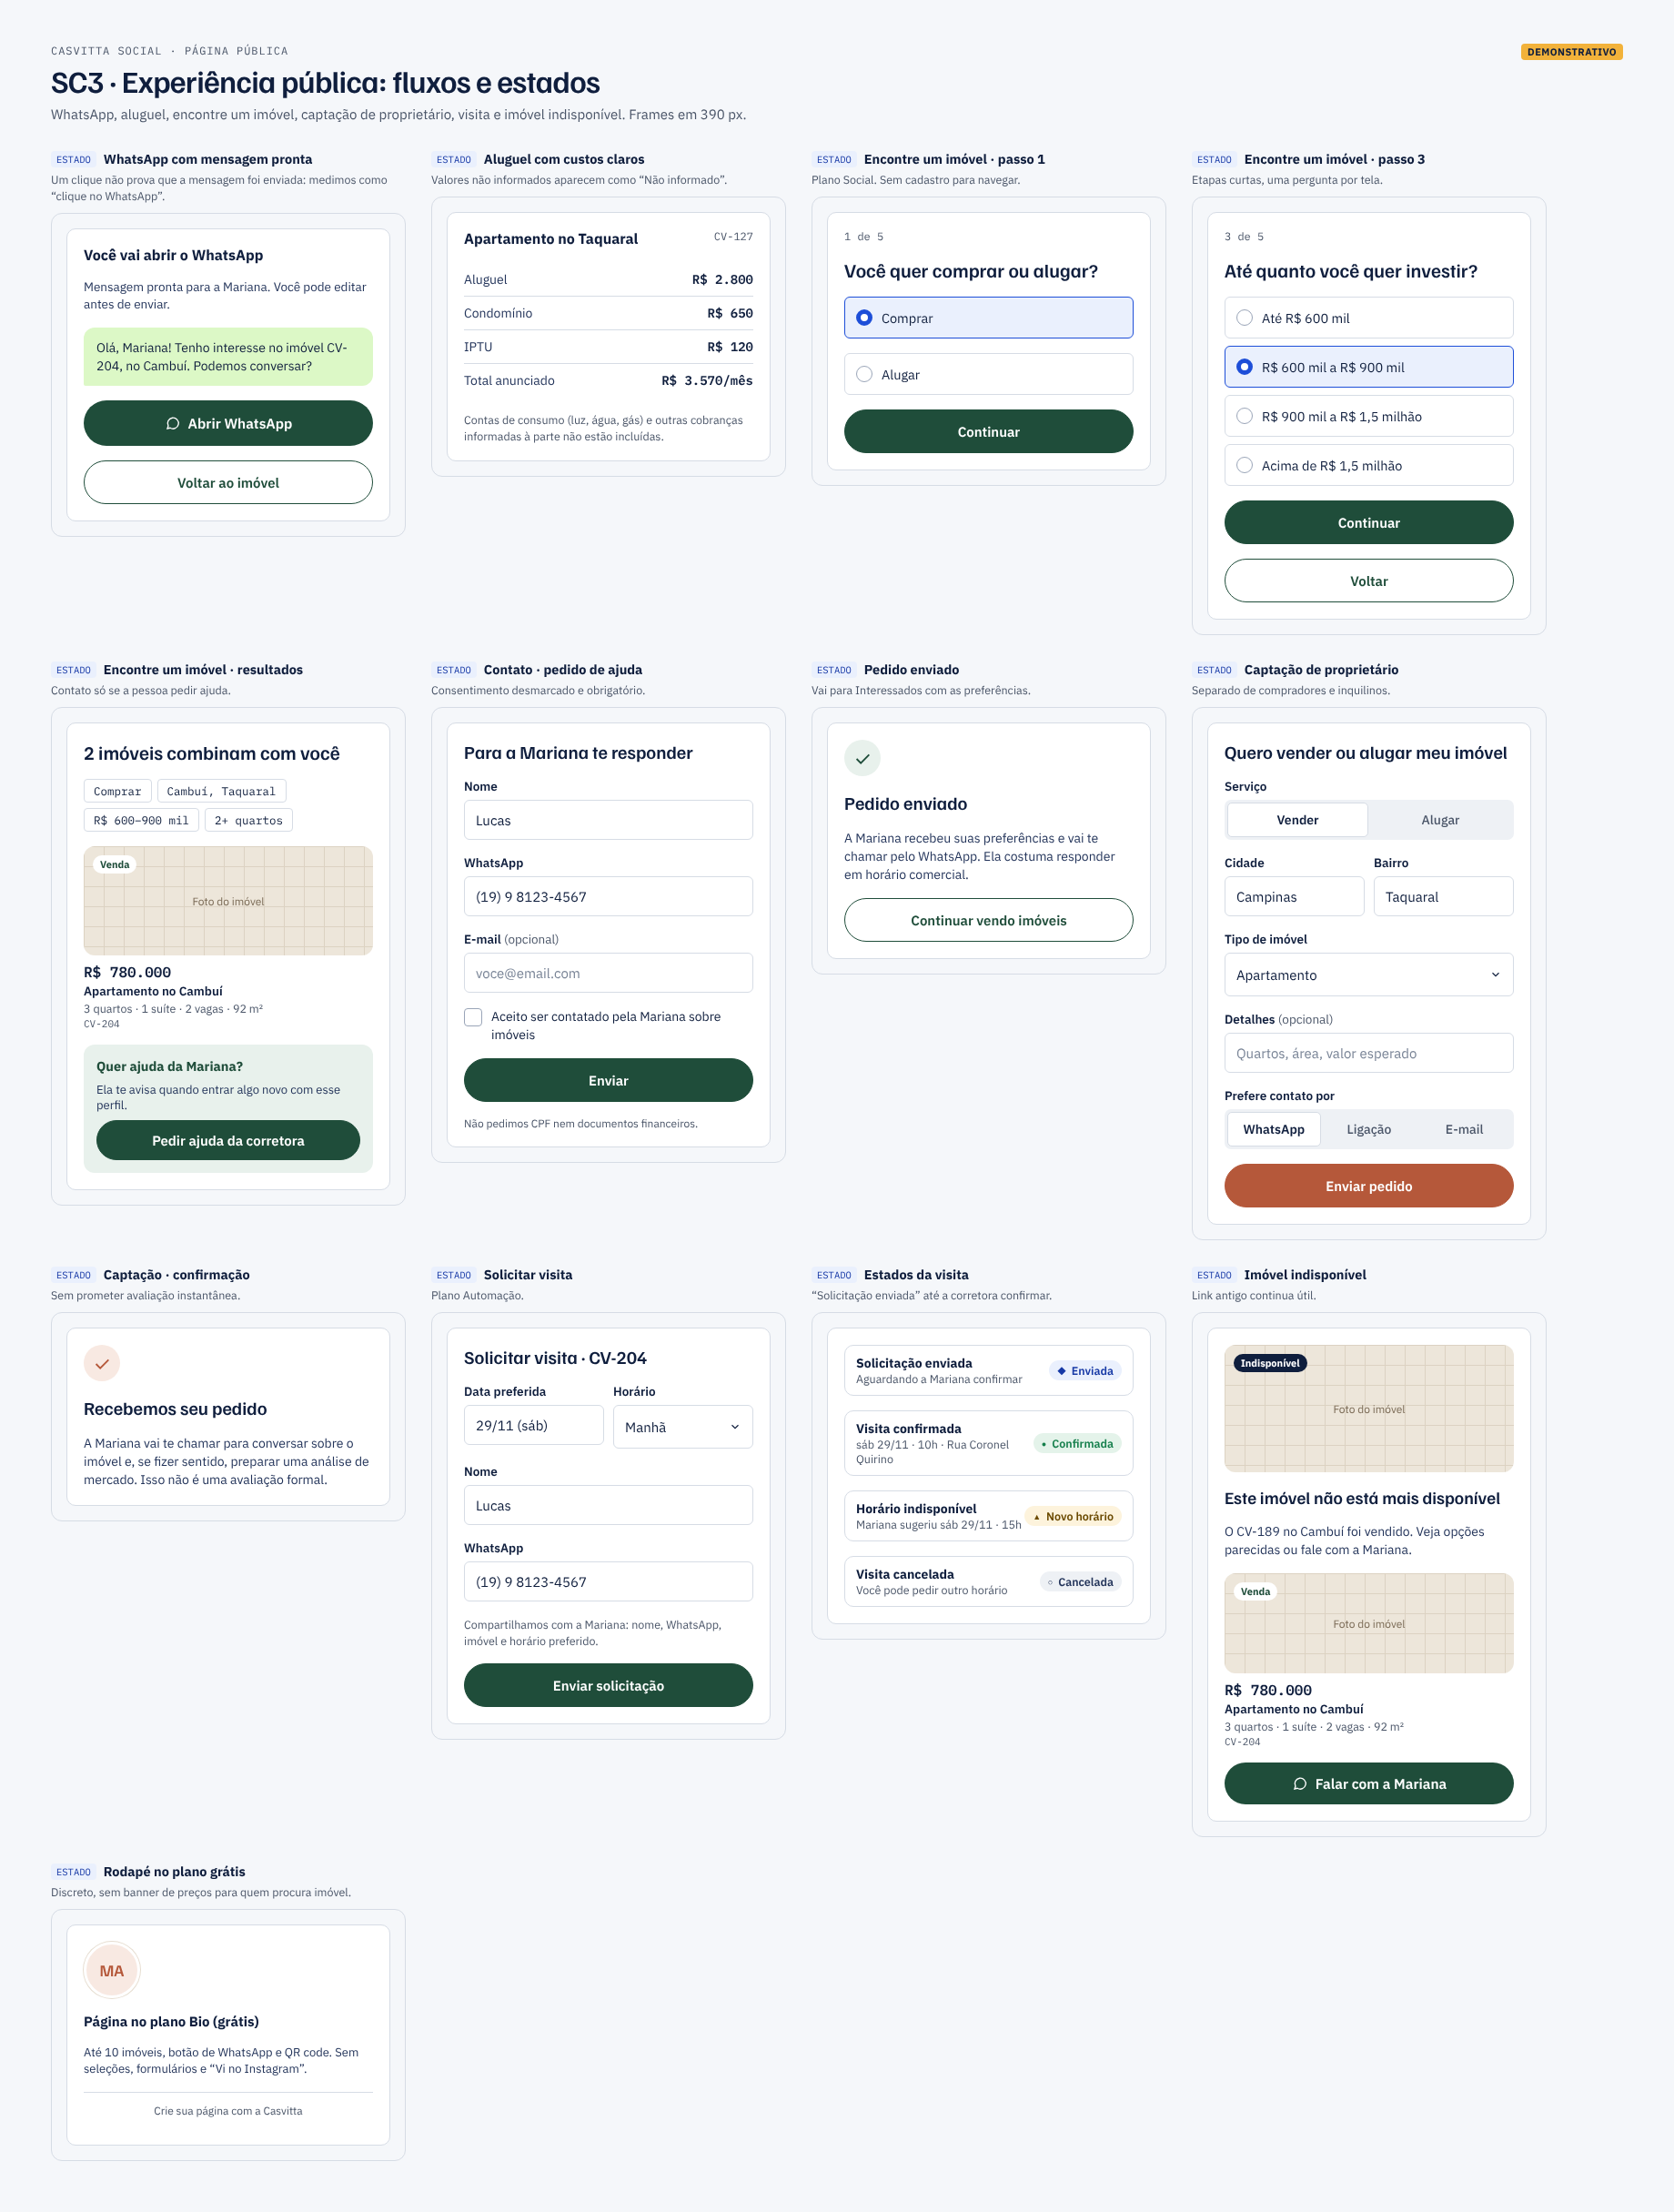 CASVITTA SOCIAL · PÁGINA PÚBLICA
DEMONSTRATIVO
SC3 · Experiência pública: fluxos e estados
WhatsApp, aluguel, encontre um imóvel, captação de proprietário, visita e imóvel indisponível. Frames em 390 px.
ESTADO WhatsApp com mensagem pronta
Um clique não prova que a mensagem foi enviada: medimos como
“clique no WhatsApp”.
Você vai abrir o WhatsApp
Mensagem pronta para a Mariana. Você pode editar
antes de enviar.
Olá, Mariana! Tenho interesse no imóvel CV-
204, no Cambuí. Podemos conversar?
Abrir WhatsApp
Voltar ao imóvel
ESTADO Aluguel com custos claros
Valores não informados aparecem como “Não informado”.
Apartamento no Taquaral CV-127
Aluguel R$ 2.800
Condomínio R$ 650
IPTU R$ 120
Total anunciado R$ 3.570/mês
Contas de consumo (luz, água, gás) e outras cobranças
informadas à parte não estão incluídas.
ESTADO Encontre um imóvel · passo 1
Plano Social. Sem cadastro para navegar.
1 de 5
Você quer comprar ou alugar?
Comprar
Alugar
Continuar
ESTADO Encontre um imóvel · passo 3
Etapas curtas, uma pergunta por tela.
3 de 5
Até quanto você quer investir?
Até R$ 600 mil
R$ 600 mil a R$ 900 mil
R$ 900 mil a R$ 1,5 milhão
Acima de R$ 1,5 milhão
Continuar
Voltar
ESTADO Encontre um imóvel · resultados
Contato só se a pessoa pedir ajuda.
2 imóveis combinam com você
Comprar Cambuí, Taquaral
R$ 600–900 mil 2+ quartos
Venda
Foto do imóvel
R$ 780.000
Apartamento no Cambuí
3 quartos · 1 suíte · 2 vagas · 92 m²
CV-204
Quer ajuda da Mariana?
Ela te avisa quando entrar algo novo com esse
perfil.
Pedir ajuda da corretora
ESTADO Contato · pedido de ajuda
Consentimento desmarcado e obrigatório.
Para a Mariana te responder
Nome
Lucas
WhatsApp
(19) 9 8123-4567
E-mail (opcional)
voce@email.com
Aceito ser contatado pela Mariana sobre
imóveis
Enviar
Não pedimos CPF nem documentos financeiros.
ESTADO Pedido enviado
Vai para Interessados com as preferências.
Pedido enviado
A Mariana recebeu suas preferências e vai te
chamar pelo WhatsApp. Ela costuma responder
em horário comercial.
Continuar vendo imóveis
ESTADO Captação de proprietário
Separado de compradores e inquilinos.
Quero vender ou alugar meu imóvel
Serviço
Vender Alugar
Cidade Bairro
Campinas Taquaral
Tipo de imóvel
Apartamento
Detalhes (opcional)
Quartos, área, valor esperado
Prefere contato por
WhatsApp Ligação E-mail
Enviar pedido
ESTADO Captação · confirmação
Sem prometer avaliação instantânea.
Recebemos seu pedido
A Mariana vai te chamar para conversar sobre o
imóvel e, se fizer sentido, preparar uma análise de
mercado. Isso não é uma avaliação formal.
ESTADO Solicitar visita
Plano Automação.
Solicitar visita · CV-204
Data preferida Horário
29/11 (sáb) Manhã
Nome
Lucas
WhatsApp
(19) 9 8123-4567
Compartilhamos com a Mariana: nome, WhatsApp,
imóvel e horário preferido.
Enviar solicitação
ESTADO Estados da visita
“Solicitação enviada” até a corretora confirmar.
Solicitação enviada
Aguardando a Mariana confirmar
◆ Enviada
Visita confirmada
sáb 29/11 · 10h · Rua Coronel
Quirino
• Confirmada
Horário indisponível
Mariana sugeriu sáb 29/11 · 15h
▲ Novo horário
Visita cancelada
Você pode pedir outro horário
○ Cancelada
ESTADO Imóvel indisponível
Link antigo continua útil.
Indisponível
Foto do imóvel
Este imóvel não está mais disponível
O CV-189 no Cambuí foi vendido. Veja opções
parecidas ou fale com a Mariana.
Venda
Foto do imóvel
R$ 780.000
Apartamento no Cambuí
3 quartos · 1 suíte · 2 vagas · 92 m²
CV-204
Falar com a Mariana
ESTADO Rodapé no plano grátis
Discreto, sem banner de preços para quem procura imóvel.
MA
Página no plano Bio (grátis)
Até 10 imóveis, botão de WhatsApp e QR code. Sem
seleções, formulários e “Vi no Instagram”.
Crie sua página com a Casvitta